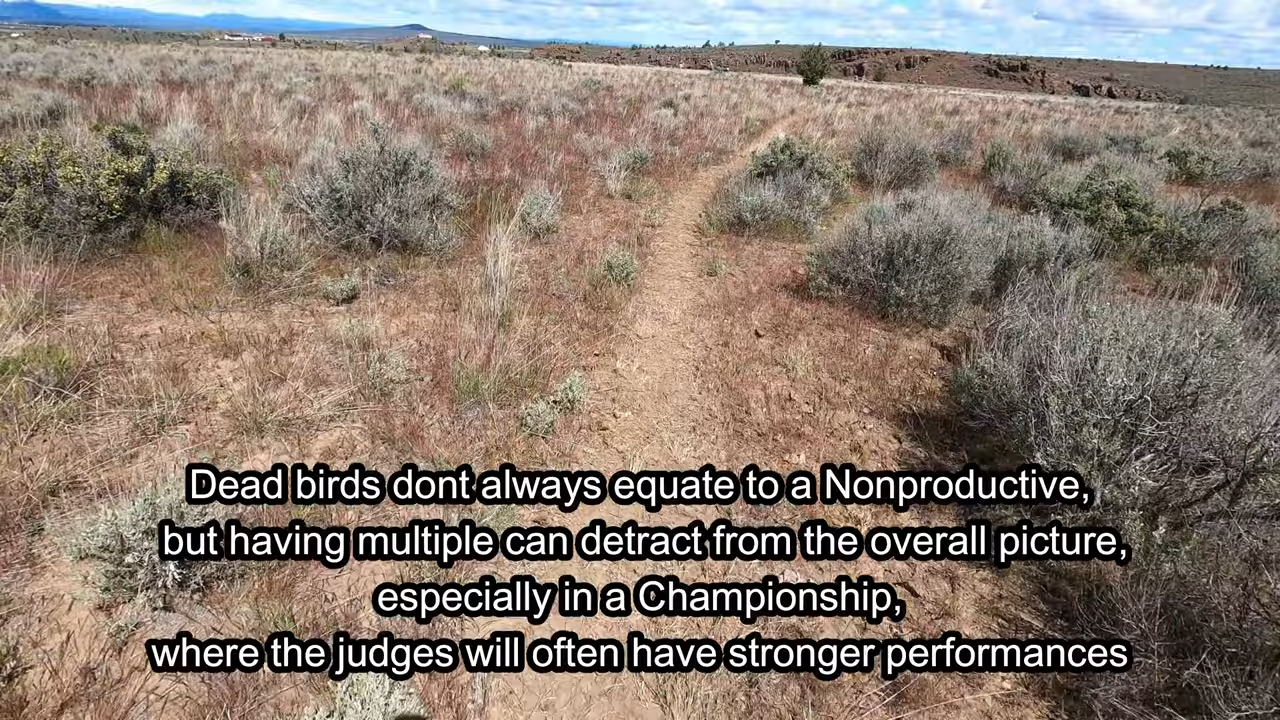 Dead birds dont always equate to a Nonproductive,
but having multiple can detract from the overall picture,
especially in a Championship,
where the judges will often have stronger performances